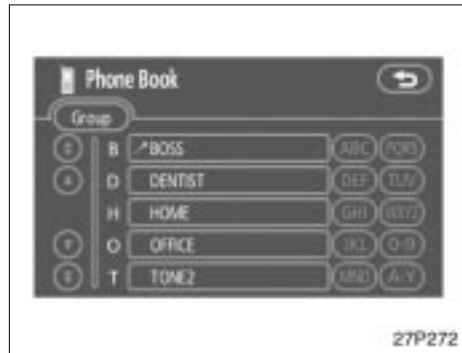 Phone Book
Group
B BOSS ABC PQRS
D DENTIST DEF TUV
H HOME GHI WXYZ
O OFFICE JKL 0-9
T TONE2 MNO
27P272